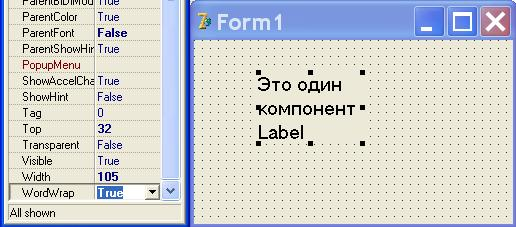 ParentBiDiMod True
ParentColor True
ParentFont False
ParentShowHin True
PopupMenu
ShowAccelCha True
ShowHint False
Tag 0
Top 32
Transparent False
Visible True
Width 105
WordWrap True
All shown
Form1
Это один
компонент
Label